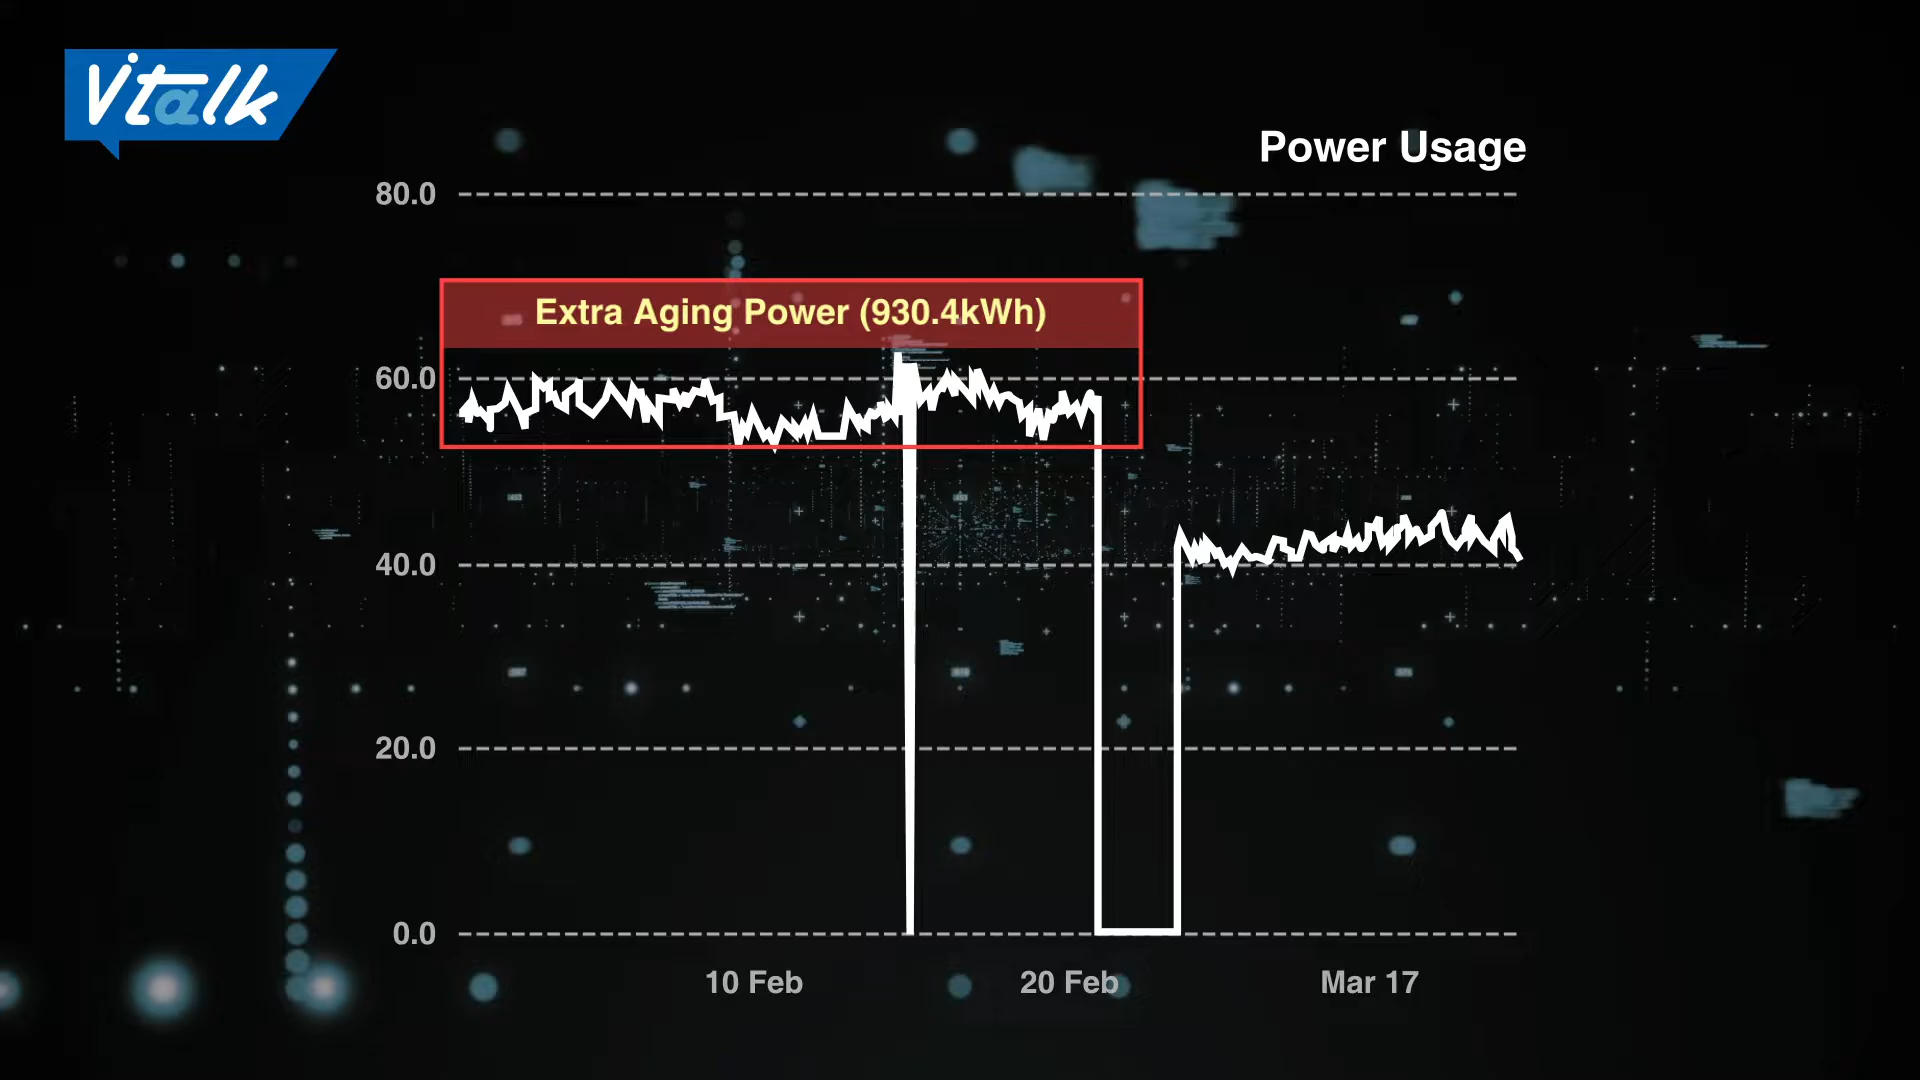 Vitalk
Power Usage
80.0
Extra Aging Power (930.4kWh)
60.0
40.0
20.0
0.0
10 Feb
20 Feb
Mar 17